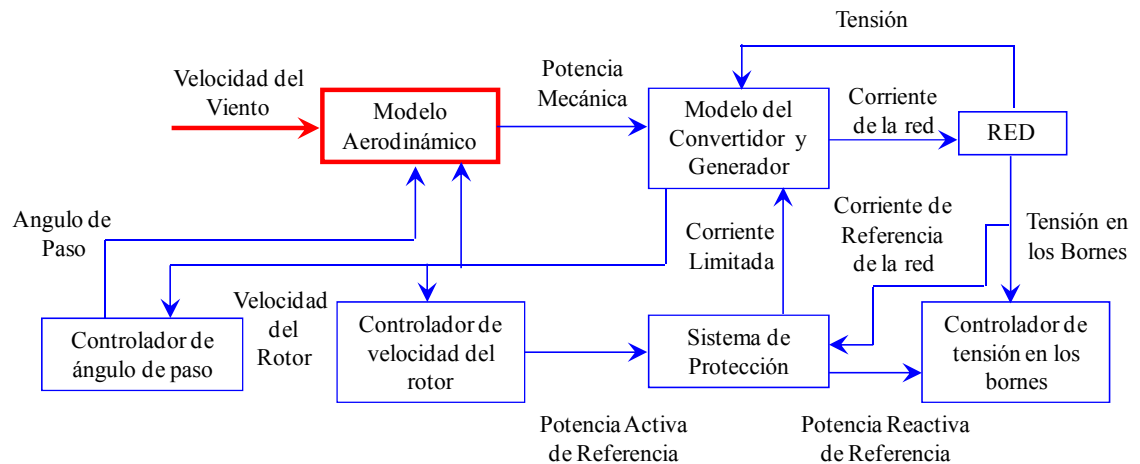 Tensión
Velocidad del
Viento
Modelo
Aerodinámico
Potencia
Mecánica
Modelo del
Convertidor y
Generador
Corriente
de la red
RED
Angulo de
Paso
Corriente
Limitada
Corriente de
Referencia
de la red
Tensión en
los Bornes
Velocidad
del
Rotor
Controlador de
ángulo de paso
Controlador de
velocidad del
rotor
Sistema de
Protección
Controlador de
tensión en los
bornes
Potencia Activa
de Referencia
Potencia Reactiva
de Referencia